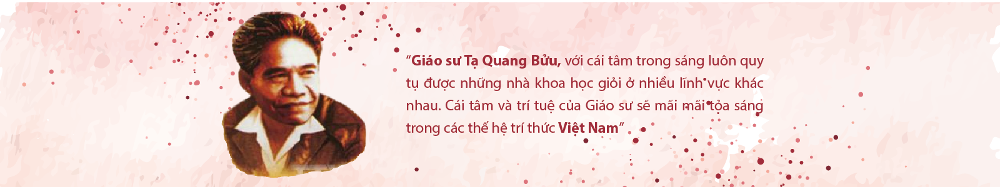 “Giáo sư Tạ Quang Bửu, với cái tâm trong sáng luôn quy
tụ được những nhà khoa học giỏi ở nhiều lĩnh vực khác
nhau. Cái tâm và trí tuệ của Giáo sư sẽ mãi mãi tỏa sáng
trong các thế hệ trí thức Việt Nam”